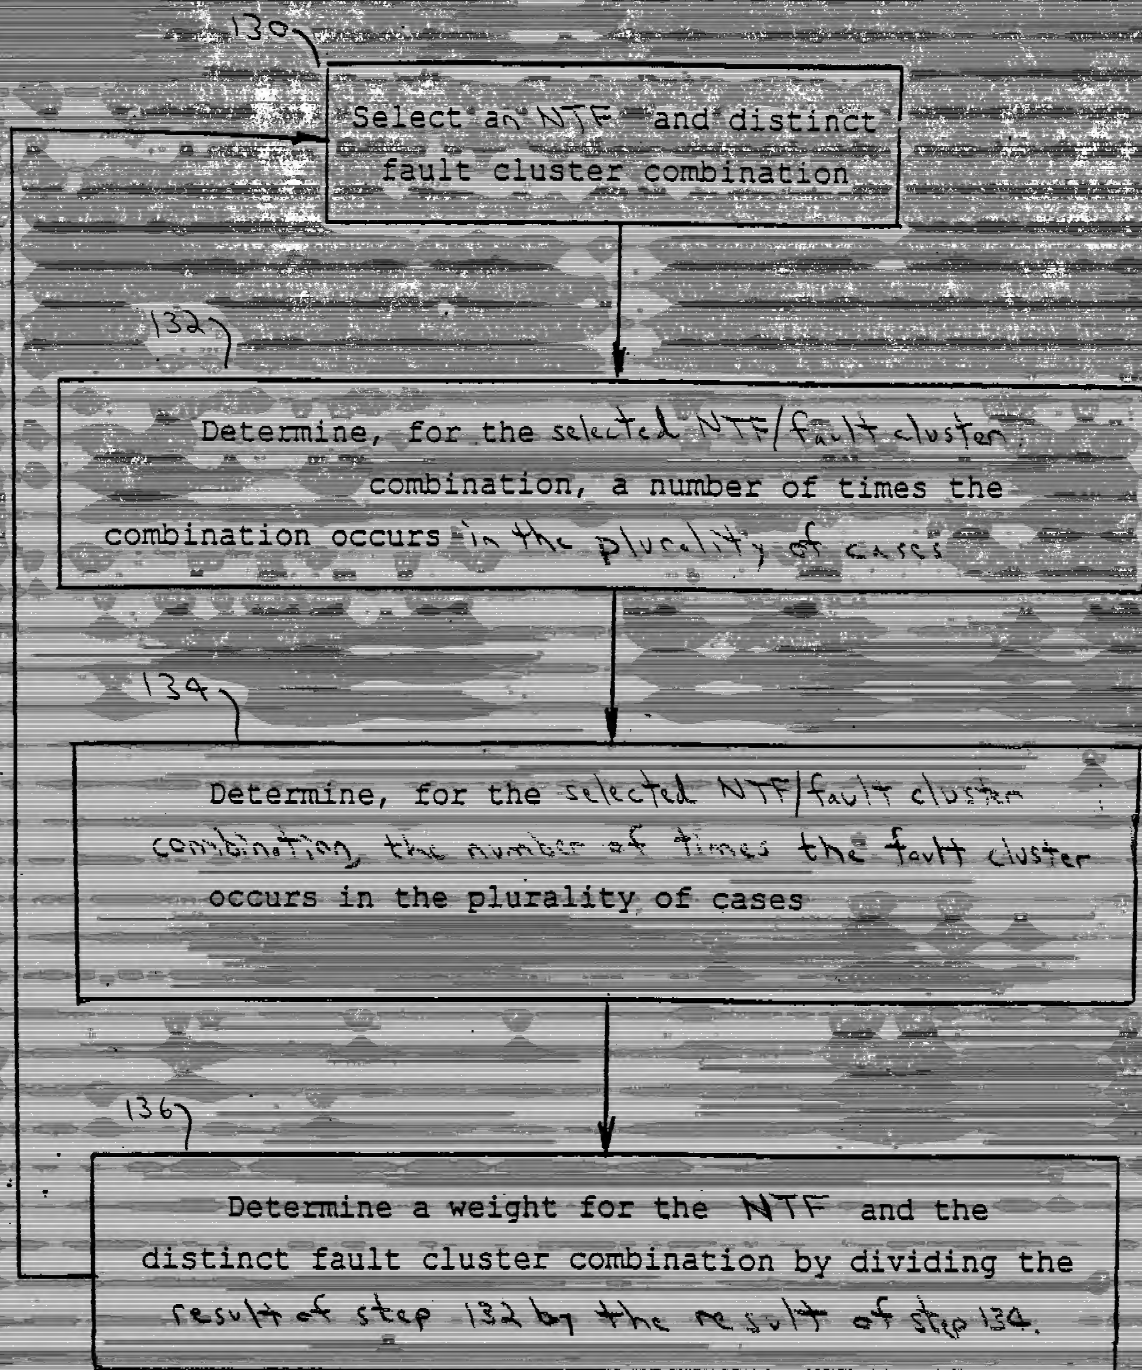 130
Select an NTF and distinct
fault cluster combination
132
Determine, for the selected NTF/fault cluster
combination, a number of times the
combination occurs in the plurality of cases
134
Determine, for the selected NTF/fault cluster
combination, the number of times the fault cluster
occurs in the plurality of cases
136
Determine a weight for the NTF and the
distinct fault cluster combination by dividing the
result of step 132 by the result of step 134.